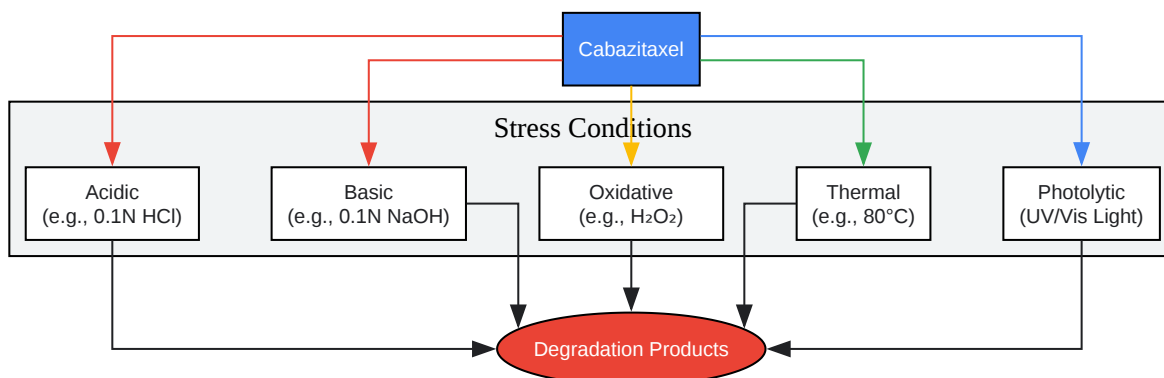 Cabazitaxel
Stress Conditions
Acidic
(e.g., 0.1N HCl)
Basic
(e.g., 0.1N NaOH)
Oxidative
(e.g., H₂O₂)
Thermal
(e.g., 80°C)
Photolytic
(UV/Vis Light)
Degradation Products